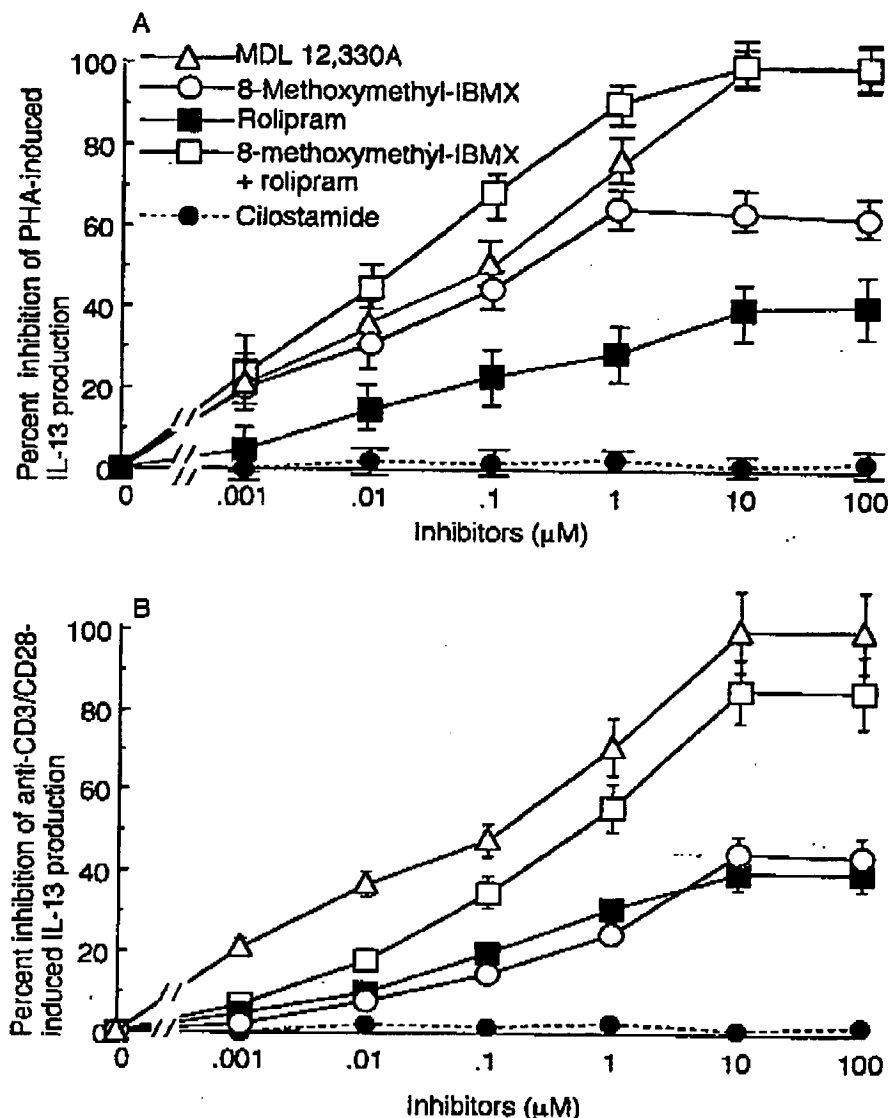 A
MDL 12,330A
8-Methoxymethyl-IBMX
Rolipram
8-methoxymethyl-IBMX
+ rolipram
Cilostamide
Percent inhibition of PHA-induced
IL-13 production
100
80
60
40
20
0
0 .001 .01 .1 1 10 100
Inhibitors (µM)
B
Percent inhibition of anti-CD3/CD28-
induced IL-13 production
100
80
60
40
20
0
0 .001 .01 .1 1 10 100
Inhibitors (µM)